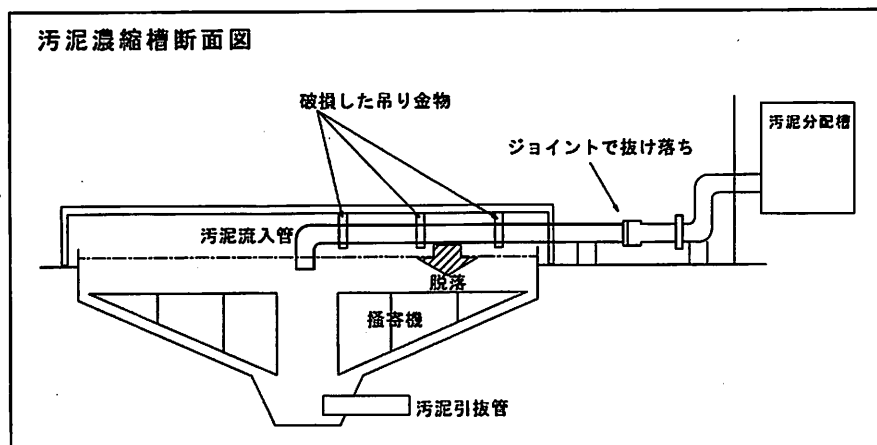 汚泥濃縮槽断面図
破損した吊り金物
汚泥分配槽
ジョイントで抜け落ち
汚泥流入管
脱落
掻寄機
汚泥引抜管